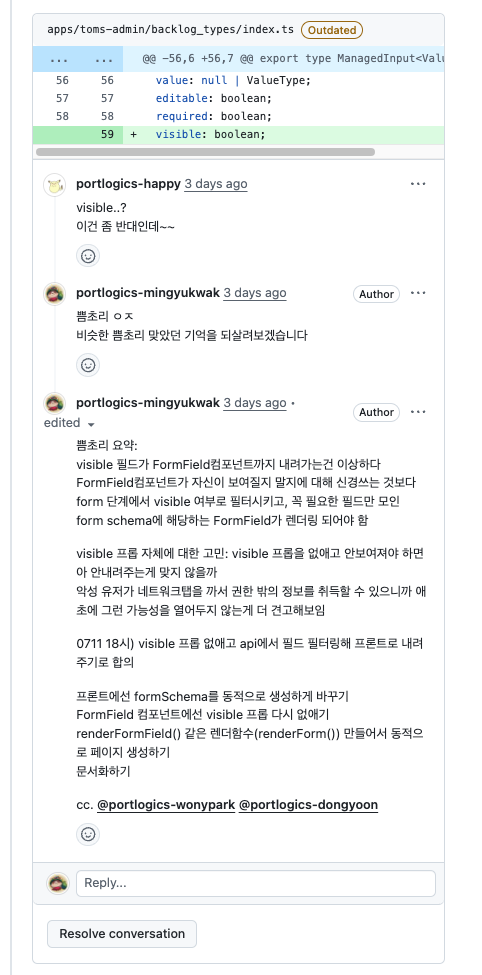 apps/toms-admin/backlog_types/index.ts Outdated
... ... @@ -56,6 +56,7 @@ export type ManagedInput<Valu
56 56 value: null | ValueType;
57 57 editable: boolean;
58 58 required: boolean;
59 + visible: boolean;
portlogics-happy 3 days ago ...
visible..?
이건 좀 반대인데~~
portlogics-mingyukwak 3 days ago Author ...
쁨초리 ㅇㅈ
비슷한 쁨초리 맞았던 기억을 되살려보겠습니다
portlogics-mingyukwak 3 days ago • Author ...
edited
쁨초리 요약:
visible 필드가 FormField컴포넌트까지 내려가는건 이상하다
FormField컴포넌트가 자신이 보여질지 말지에 대해 신경쓰는 것보다
form 단계에서 visible 여부로 필터시키고, 꼭 필요한 필드만 모인
form schema에 해당하는 FormField가 렌더링 되어야 함
visible 프롭 자체에 대한 고민: visible 프롭을 없애고 안보여져야 하면
아 안내려주는게 맞지 않을까
악성 유저가 네트워크탭을 까서 권한 밖의 정보를 취득할 수 있으니까 애
초에 그런 가능성을 열어두지 않는게 더 견고해보임
0711 18시) visible 프롭 없애고 api에서 필드 필터링해 프론트로 내려
주기로 합의
프론트에선 formSchema를 동적으로 생성하게 바꾸기
FormField 컴포넌트에선 visible 프롭 다시 없애기
renderFormField() 같은 렌더함수(renderForm()) 만들어서 동적으
로 페이지 생성하기
문서화하기
cc. @portlogics-wonypark @portlogics-dongyoon
Reply...
Resolve conversation